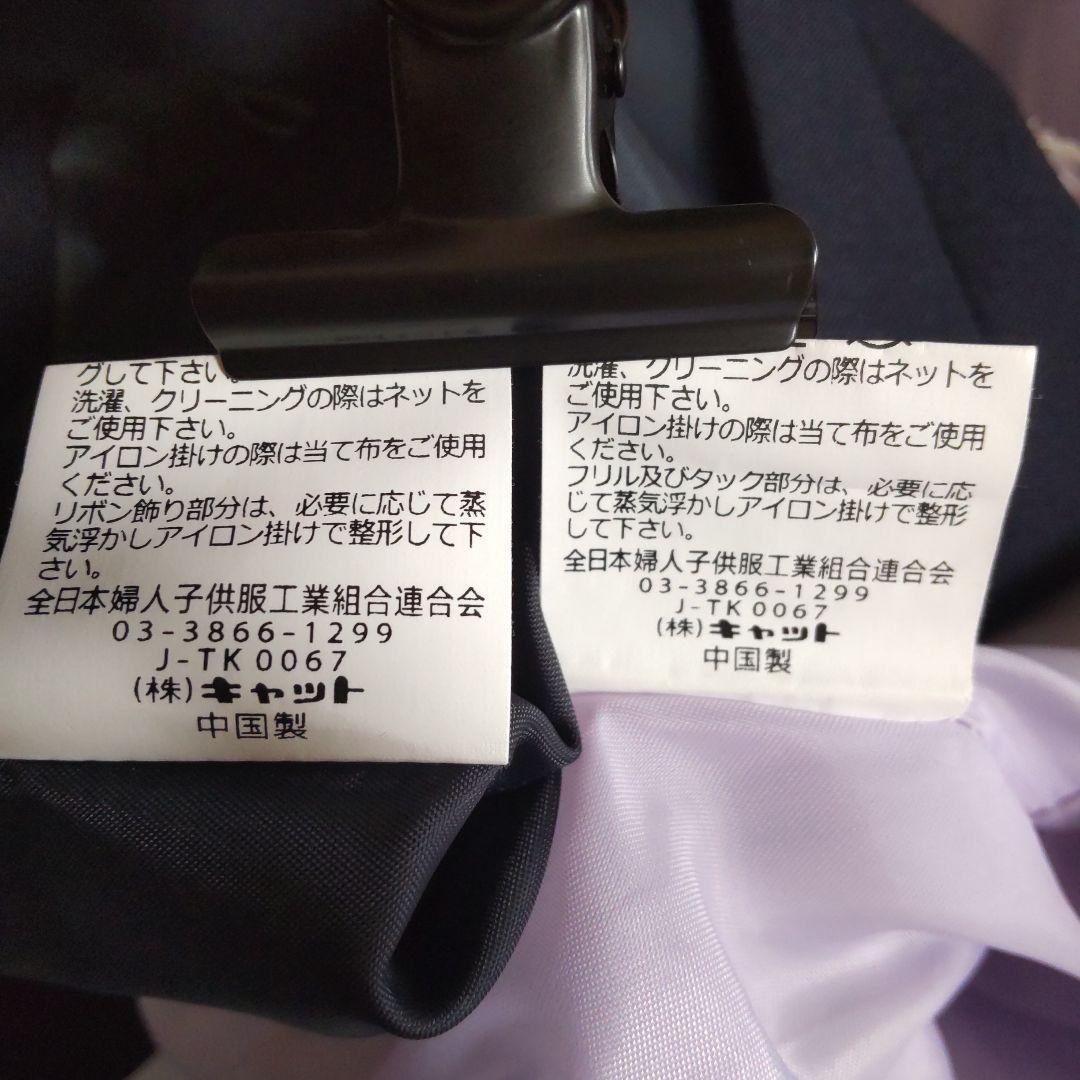 グして下さい。
洗濯、クリーニングの際はネットを
ご使用下さい。
アイロン掛けの際は当て布をご使用
ください。
リボン飾り部分は、必要に応じて蒸
気浮かしアイロン掛けで整形して下
さい。
全日本婦人子供服工業組合連合会
03-3866-1299
J-TK0067
(株)キャット
中国製
洗濯、クリーニングの際はネットを
ご使用下さい。
アイロン掛けの際は当て布をご使用
ください。
フリル及びタック部分は、必要に応
じて蒸気浮かしアイロン掛けで整形
して下さい。
全日本婦人子供服工業組合連合会
03-3866-1299
J-TK0067
(株)キャット
中国製